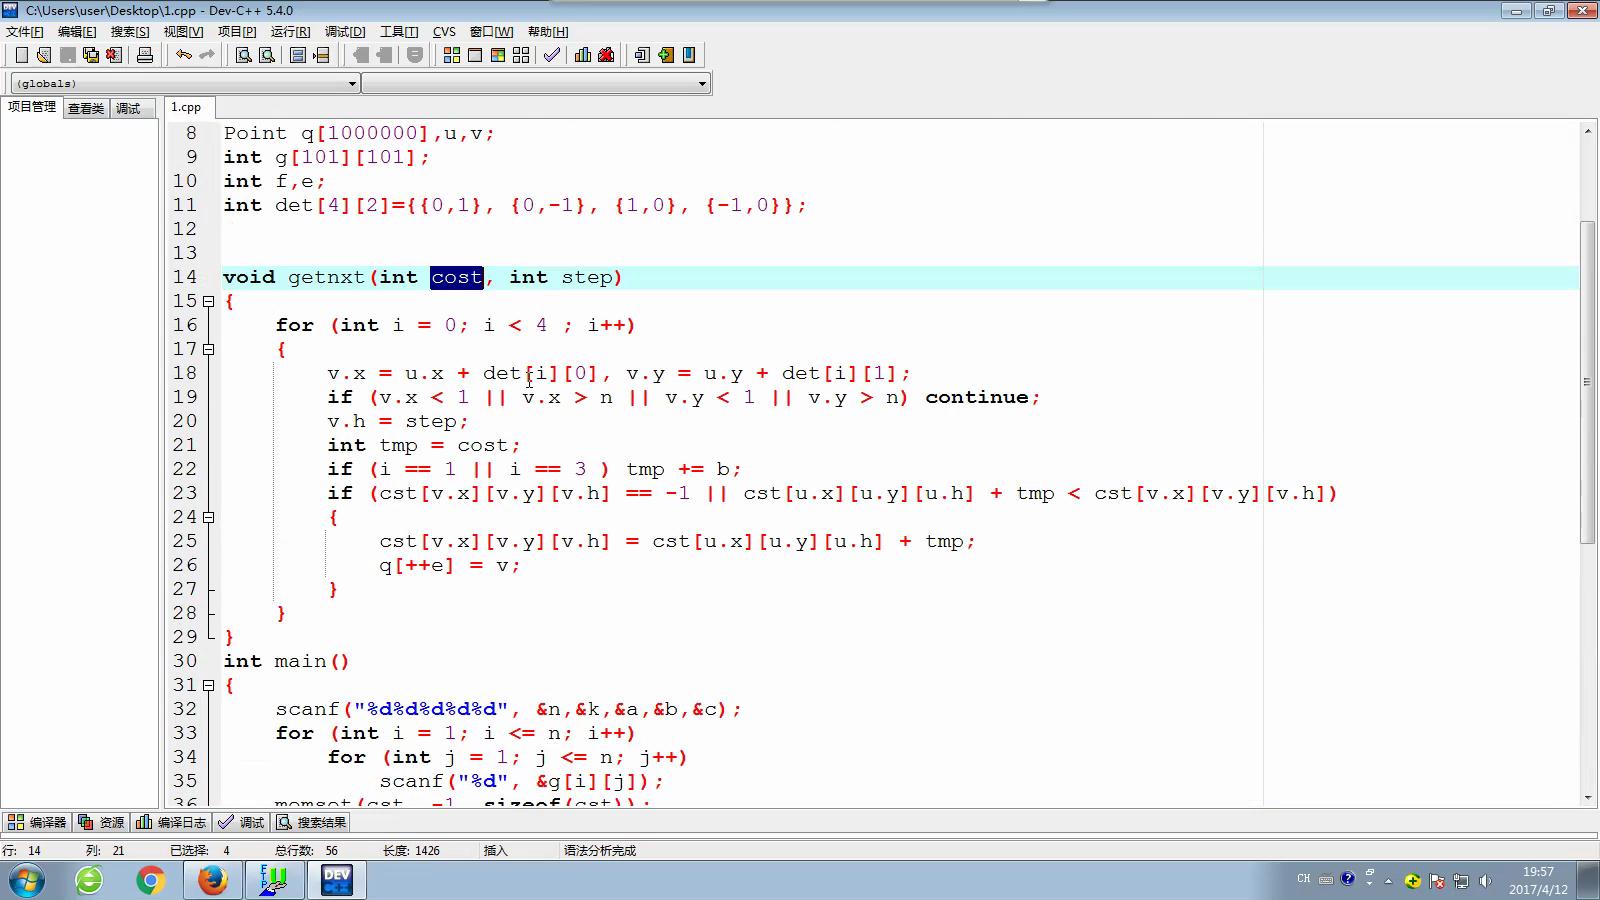 C:\Users\user\Desktop\1.cpp - Dev-C++ 5.4.0
文件[F] 编辑[E] 搜索[S] 视图[V] 项目[P] 运行[R] 调试[D] 工具[T] CVS 窗口[W] 帮助[H]
(globals)
项目管理 查看类 调试 1.cpp
8 Point q[1000000],u,v;
9 int g[101][101];
10 int f,e;
11 int det[4][2]={{0,1}, {0,-1}, {1,0}, {-1,0}};
12
13
14 void getnxt(int cost, int step)
15 {
16 for (int i = 0; i < 4 ; i++)
17 {
18 v.x = u.x + det[i][0], v.y = u.y + det[i][1];
19 if (v.x < 1 || v.x > n || v.y < 1 || v.y > n) continue;
20 v.h = step;
21 int tmp = cost;
22 if (i == 1 || i == 3 ) tmp += b;
23 if (cst[v.x][v.y][v.h] == -1 || cst[u.x][u.y][u.h] + tmp < cst[v.x][v.y][v.h])
24 {
25 cst[v.x][v.y][v.h] = cst[u.x][u.y][u.h] + tmp;
26 q[++e] = v;
27 }
28 }
29 }
30 int main()
31 {
32 scanf("%d%d%d%d%d", &n,&k,&a,&b,&c);
33 for (int i = 1; i <= n; i++)
34 for (int j = 1; j <= n; j++)
35 scanf("%d", &g[i][j]);
36 memset(cst, -1, sizeof(cst));
编译器 资源 编译日志 调试 搜索结果
行: 14 列: 21 已选择: 4 总行数: 56 长度: 1426 插入 语法分析完成
FTP
DEV
C++
CH
19:57
2017/4/12